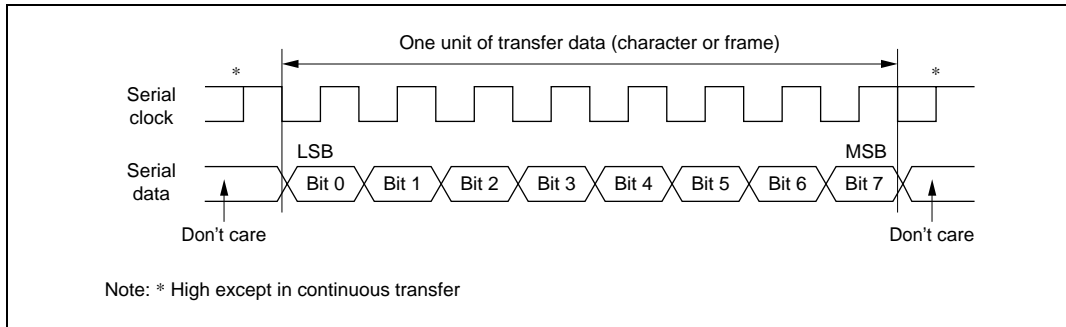 One unit of transfer data (character or frame)
* *
Serial
clock
LSB MSB
Serial
data
Bit 0 Bit 1 Bit 2 Bit 3 Bit 4 Bit 5 Bit 6 Bit 7
Don't care Don't care
Note: * High except in continuous transfer